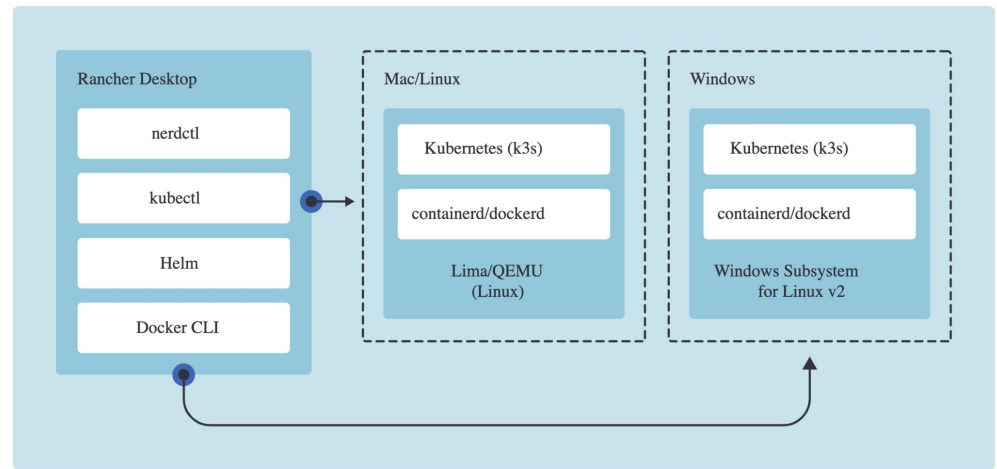 Rancher Desktop
nerdctl
kubectl
Helm
Docker CLI
Mac/Linux
Kubernetes (k3s)
containerd/dockerd
Lima/QEMU
(Linux)
Windows
Kubernetes (k3s)
containerd/dockerd
Windows Subsystem
for Linux v2